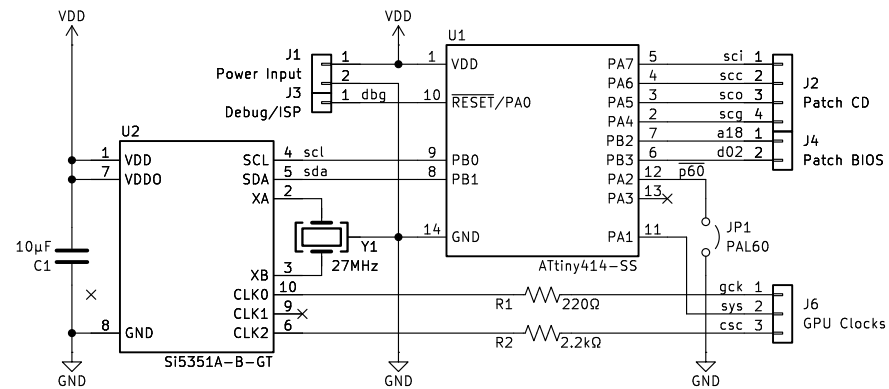 VDD
VDD
J1
Power Input
1
2
J3
Debug/ISP
1 dbg
U1
1 VDD
10 RESET/PA0
9 PB0
8 PB1
14 GND
PA7 5 sci 1
PA6 4 scc 2
PA5 3 sco 3
PA4 2 scg 4
PB2 7 a18 1
PB3 6 d02 2
PA2 12 p60
PA3 13
PA1 11
ATtiny414-SS
J2
Patch CD
J4
Patch BIOS
JP1
PAL60
U2
1 VDD
7 VDDO
8 GND
SCL 4 scl
SDA 5 sda
XA 2
XB 3
CLK0 10
CLK1 9
CLK2 6
Si5351A-B-GT
Y1
27MHz
10µF
C1
R1 220Ω
R2 2.2kΩ
gck 1
sys 2
csc 3
J6
GPU Clocks
GND
GND
GND